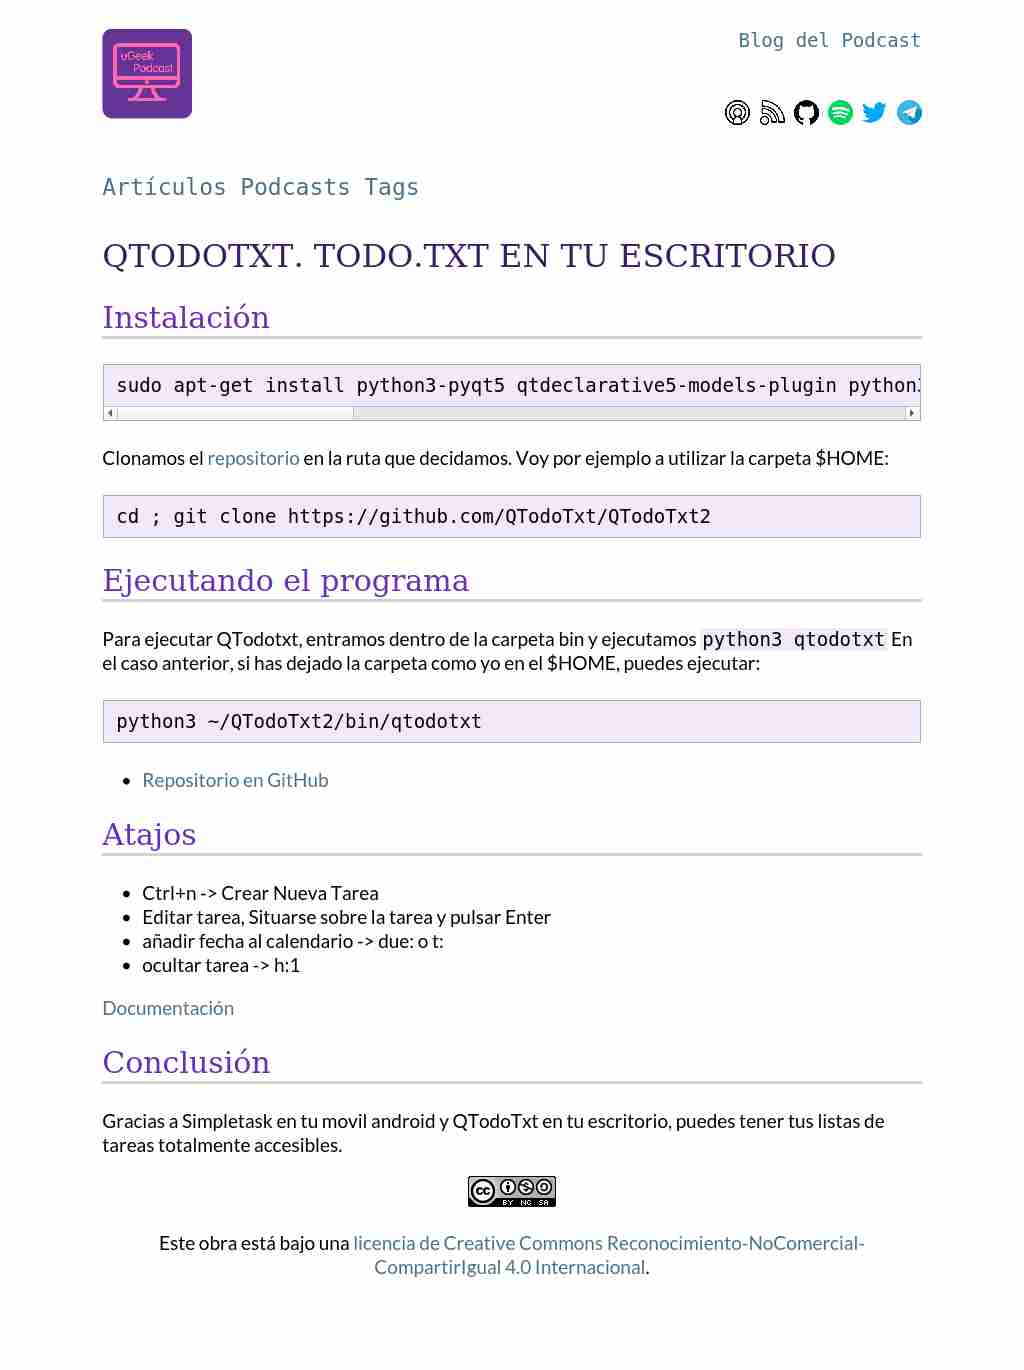 uGeek
Podcast
Blog del Podcast
Artículos Podcasts Tags
QTODOTXT. TODO.TXT EN TU ESCRITORIO
Instalación
sudo apt-get install python3-pyqt5 qtdeclarative5-models-plugin python3
Clonamos el repositorio en la ruta que decidamos. Voy por ejemplo a utilizar la carpeta $HOME:
cd ; git clone https://github.com/QTodoTxt/QTodoTxt2
Ejecutando el programa
Para ejecutar QTodotxt, entramos dentro de la carpeta bin y ejecutamos python3 qtodotxt En
el caso anterior, si has dejado la carpeta como yo en el $HOME, puedes ejecutar:
python3 ~/QTodoTxt2/bin/qtodotxt
• Repositorio en GitHub
Atajos
• Ctrl+n -> Crear Nueva Tarea
• Editar tarea, Situarse sobre la tarea y pulsar Enter
• añadir fecha al calendario -> due: o t:
• ocultar tarea -> h:1
Documentación
Conclusión
Gracias a Simpletask en tu movil android y QTodoTxt en tu escritorio, puedes tener tus listas de
tareas totalmente accesibles.
cc
BY NC SA
Este obra está bajo una licencia de Creative Commons Reconocimiento-NoComercial-
CompartirIgual 4.0 Internacional.